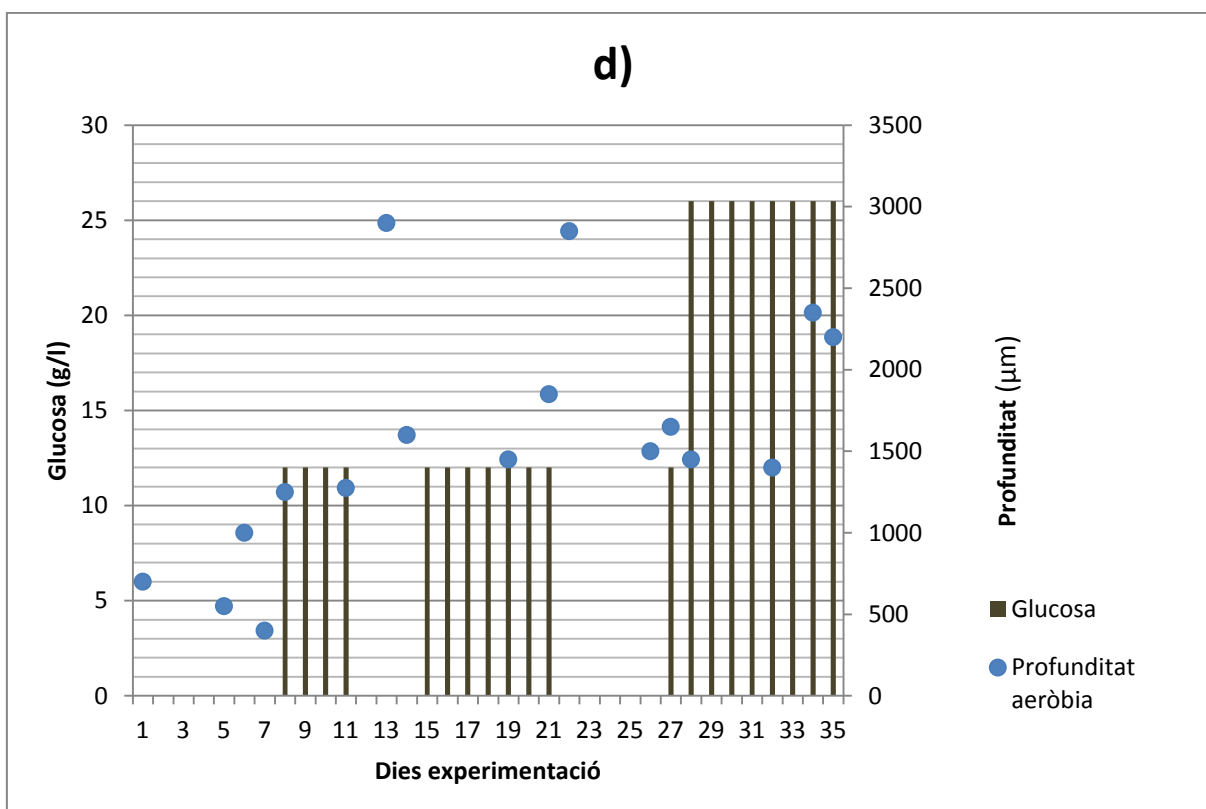 d)
Glucosa (g/l)
30
25
20
15
10
5
0
3500
3000
2500
2000
1500
1000
500
0
Profunditat (µm)
1 3 5 7 9 11 13 15 17 19 21 23 25 27 29 31 33 35
Dies experimentació
Glucosa
Profunditat
aeròbia